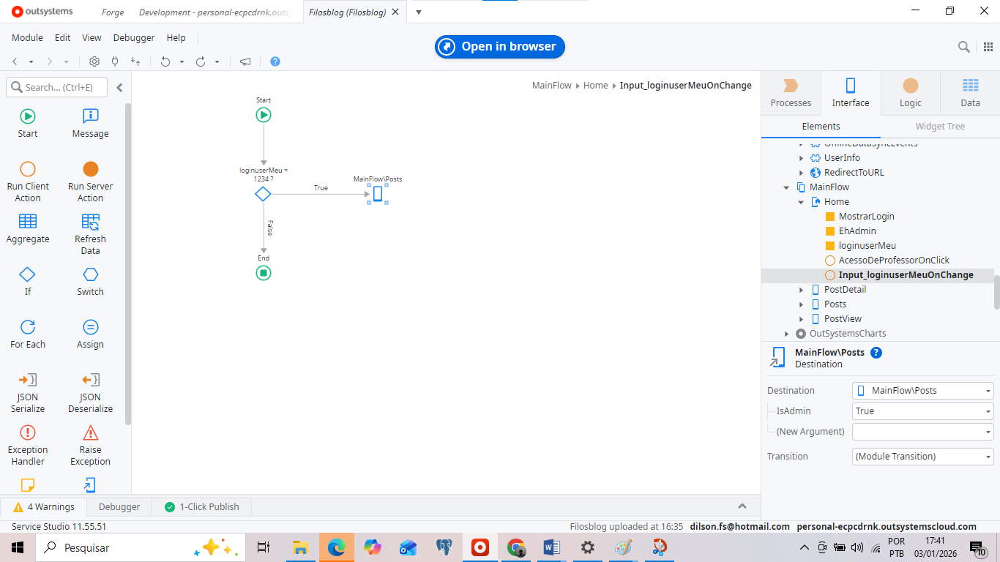 outsystems
Forge
Development - personal-ecpcdrnk.outsys
Filosblog (Filosblog)
Module
Edit
View
Debugger
Help
Open in browser
Search... (Ctrl+E)
Start
Message
Run Client
Action
Run Server
Action
Aggregate
Refresh
Data
If
Switch
For Each
Assign
JSON
Serialize
JSON
Deserialize
Exception
Handler
Raise
Exception
MainFlow
Home
Input_loginuserMeuOnChange
Start
loginuserMeu =
1234 ?
True
MainFlow\Posts
False
End
Processes
Interface
Logic
Data
Elements
Widget Tree
OnlineDataSyncEvents
UserInfo
RedirectToURL
MainFlow
Home
MostrarLogin
EhAdmin
loginuserMeu
AcessoDeProfessorOnClick
Input_loginuserMeuOnChange
PostDetail
Posts
PostView
OutSystemsCharts
MainFlow\Posts ?
Destination
Destination
MainFlow\Posts
IsAdmin
True
(New Argument)
Transition
(Module Transition)
4 Warnings
Debugger
1-Click Publish
Service Studio 11.55.51
Filosblog uploaded at 16:35
dilson.fs@hotmail.com
personal-ecpcdrnk.outsystemscloud.com
Pesquisar
POR
PTB
17:41
03/01/2026
10